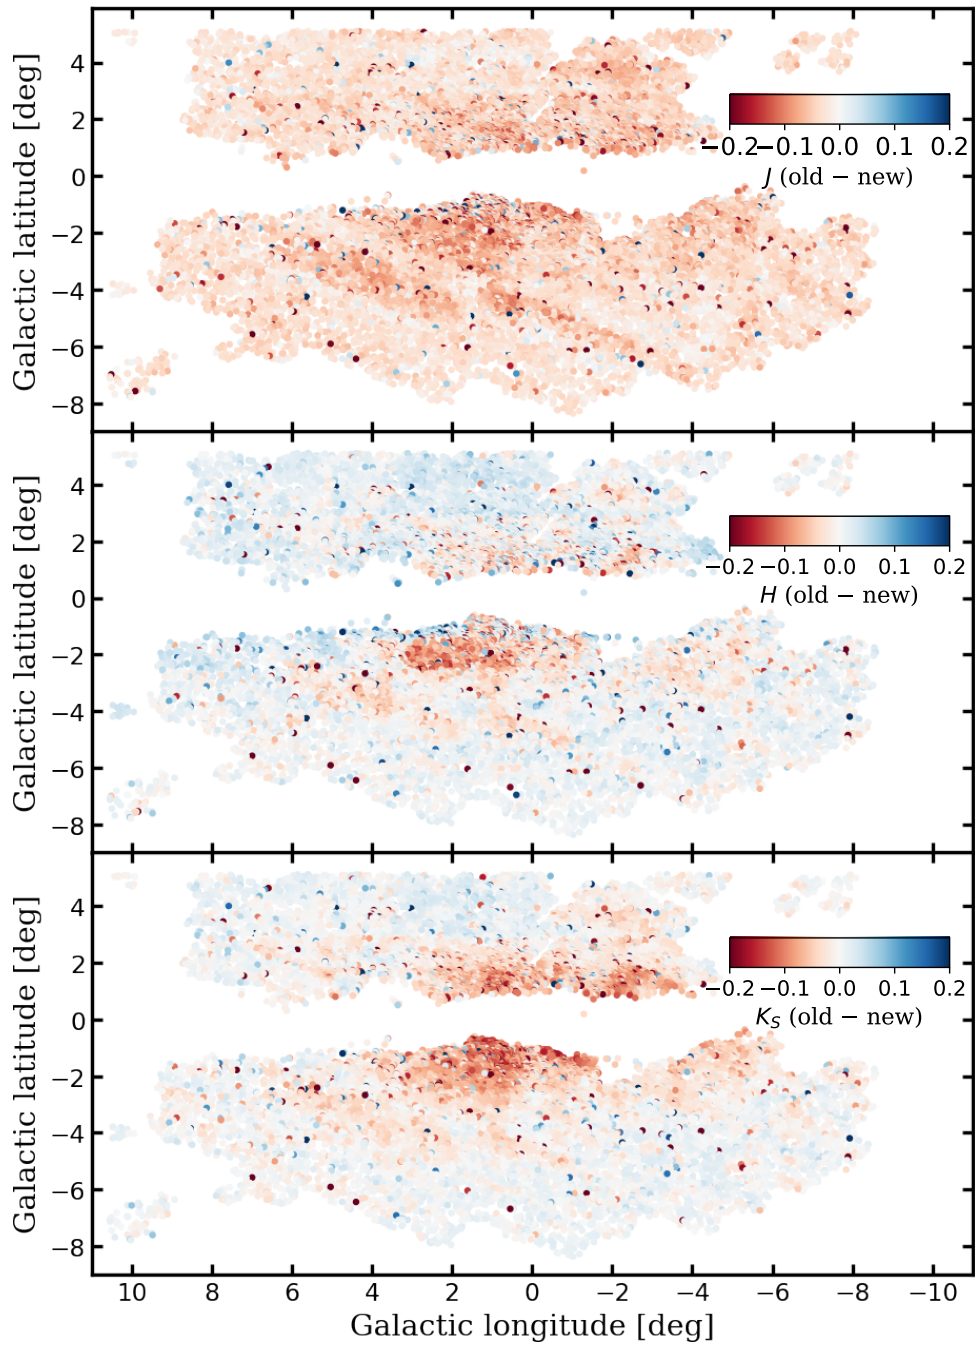 4
2
0
−2
−4
−6
−8
Galactic latitude [deg]
−0.2 −0.1 0.0 0.1 0.2
J (old − new)
4
2
0
−2
−4
−6
−8
Galactic latitude [deg]
−0.2 −0.1 0.0 0.1 0.2
H (old − new)
4
2
0
−2
−4
−6
−8
Galactic latitude [deg]
−0.2 −0.1 0.0 0.1 0.2
K_S (old − new)
10 8 6 4 2 0 −2 −4 −6 −8 −10
Galactic longitude [deg]